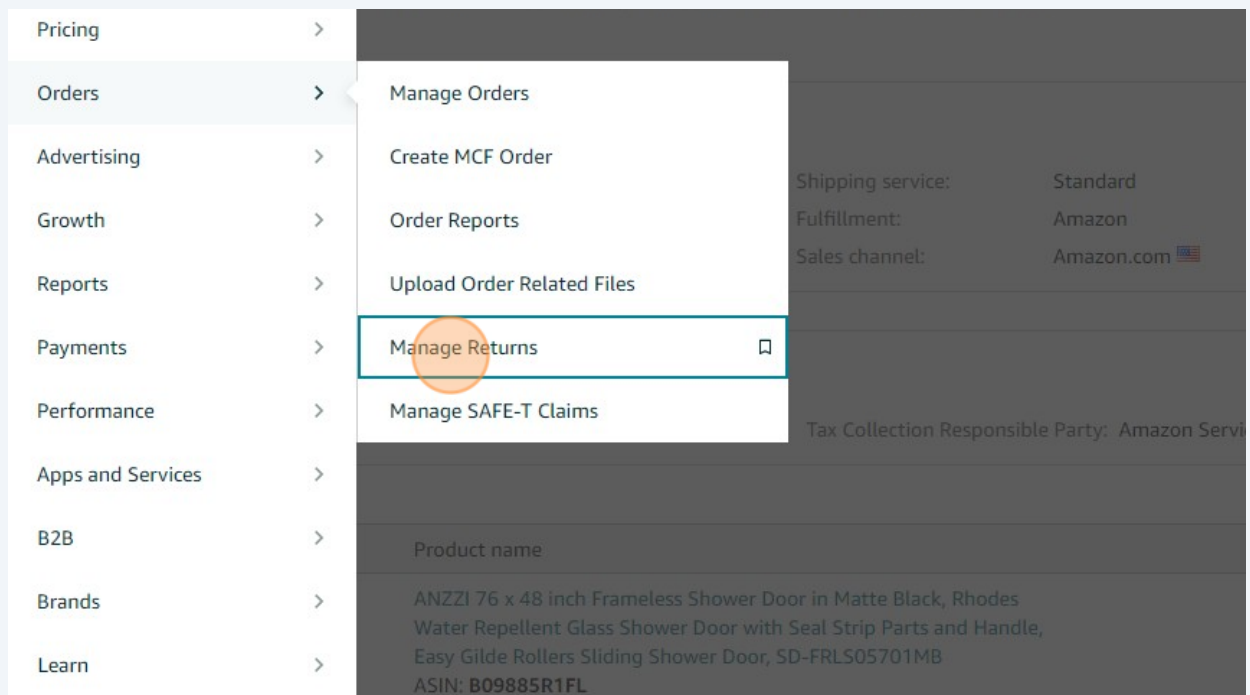 Pricing
Orders
Advertising
Growth
Reports
Payments
Performance
Apps and Services
B2B
Brands
Learn
Manage Orders
Create MCF Order
Order Reports
Upload Order Related Files
Manage Returns
Manage SAFE-T Claims
Shipping service: Standard
Fulfillment: Amazon
Sales channel: Amazon.com
Tax Collection Responsible Party: Amazon Servi
Product name
ANZZI 76 x 48 inch Frameless Shower Door in Matte Black, Rhodes
Water Repellent Glass Shower Door with Seal Strip Parts and Handle,
Easy Gilde Rollers Sliding Shower Door, SD-FRLS05701MB
ASIN: B09885R1FL